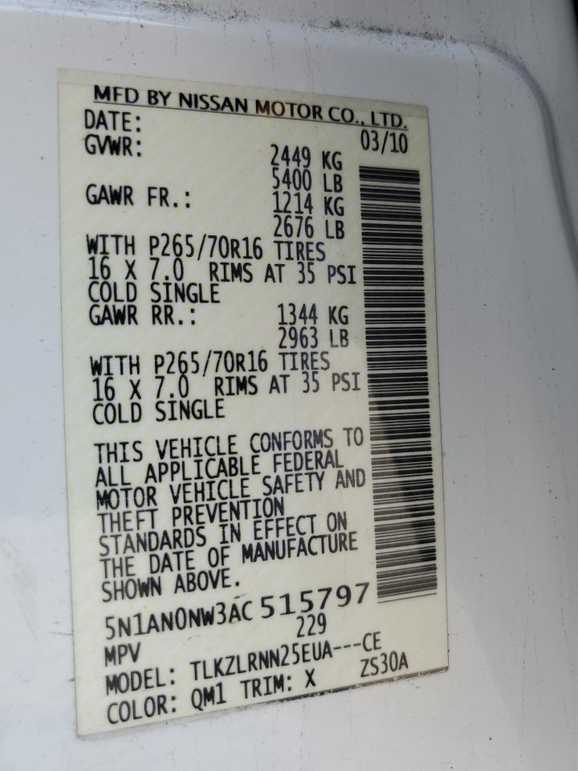 MFD BY NISSAN MOTOR CO., LTD.
DATE: 03/10
GVWR: 2449 KG
5400 LB
GAWR FR.: 1214 KG
2676 LB
WITH P265/70R16 TIRES
16 X 7.0 RIMS AT 35 PSI
COLD SINGLE
GAWR RR.: 1344 KG
2963 LB
WITH P265/70R16 TIRES
16 X 7.0 RIMS AT 35 PSI
COLD SINGLE
THIS VEHICLE CONFORMS TO
ALL APPLICABLE FEDERAL
MOTOR VEHICLE SAFETY AND
THEFT PREVENTION
STANDARDS IN EFFECT ON
THE DATE OF MANUFACTURE
SHOWN ABOVE.
5N1AN0NW3AC515797
MPV 229
MODEL: TLKZLRNN25EUA---CE
COLOR: QM1 TRIM: X ZS30A